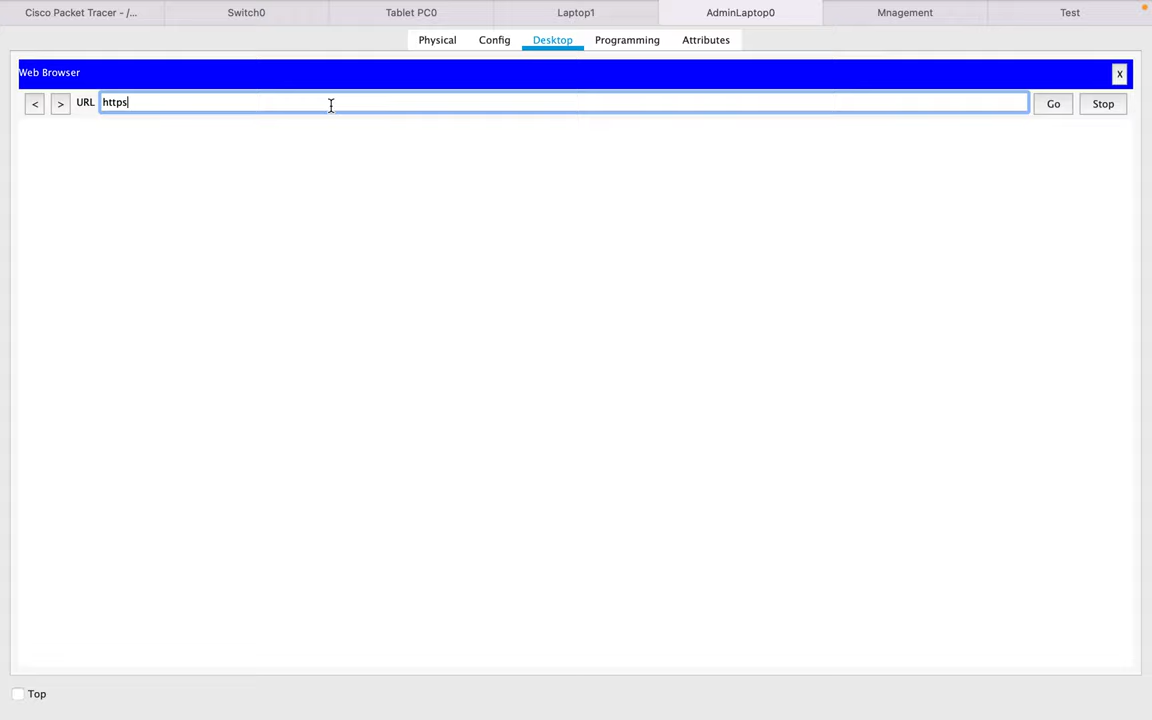 Cisco Packet Tracer - /... Switch0 Tablet PC0 Laptop1 AdminLaptop0 Mnagement Test
Physical Config Desktop Programming Attributes
Web Browser X
< > URL https Go Stop
Top